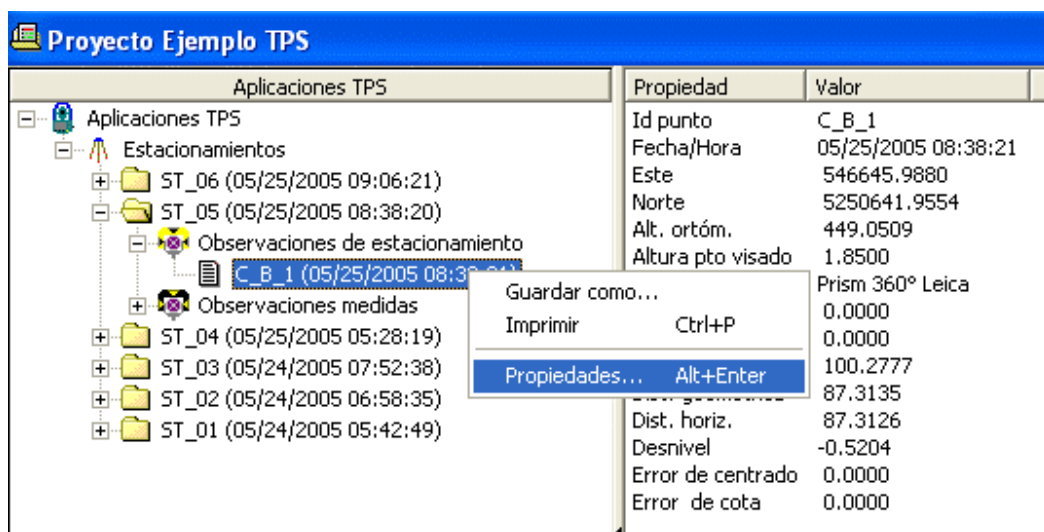 Proyecto Ejemplo TPS
Aplicaciones TPS
Aplicaciones TPS
Estacionamientos
ST_06 (05/25/2005 09:06:21)
ST_05 (05/25/2005 08:38:20)
Observaciones de estacionamiento
C_B_1 (05/25/2005 08:38:21)
Observaciones medidas
ST_04 (05/25/2005 05:28:19)
ST_03 (05/24/2005 07:52:38)
ST_02 (05/24/2005 06:58:35)
ST_01 (05/24/2005 05:42:49)
Guardar como...
Imprimir Ctrl+P
Propiedades... Alt+Enter
Propiedad Valor
Id punto C_B_1
Fecha/Hora 05/25/2005 08:38:21
Este 546645.9880
Norte 5250641.9554
Alt. ortóm. 449.0509
Altura pto visado 1.8500
Prism 360° Leica
0.0000
0.0000
100.2777
87.3135
Dist. horiz. 87.3126
Desnivel -0.5204
Error de centrado 0.0000
Error de cota 0.0000